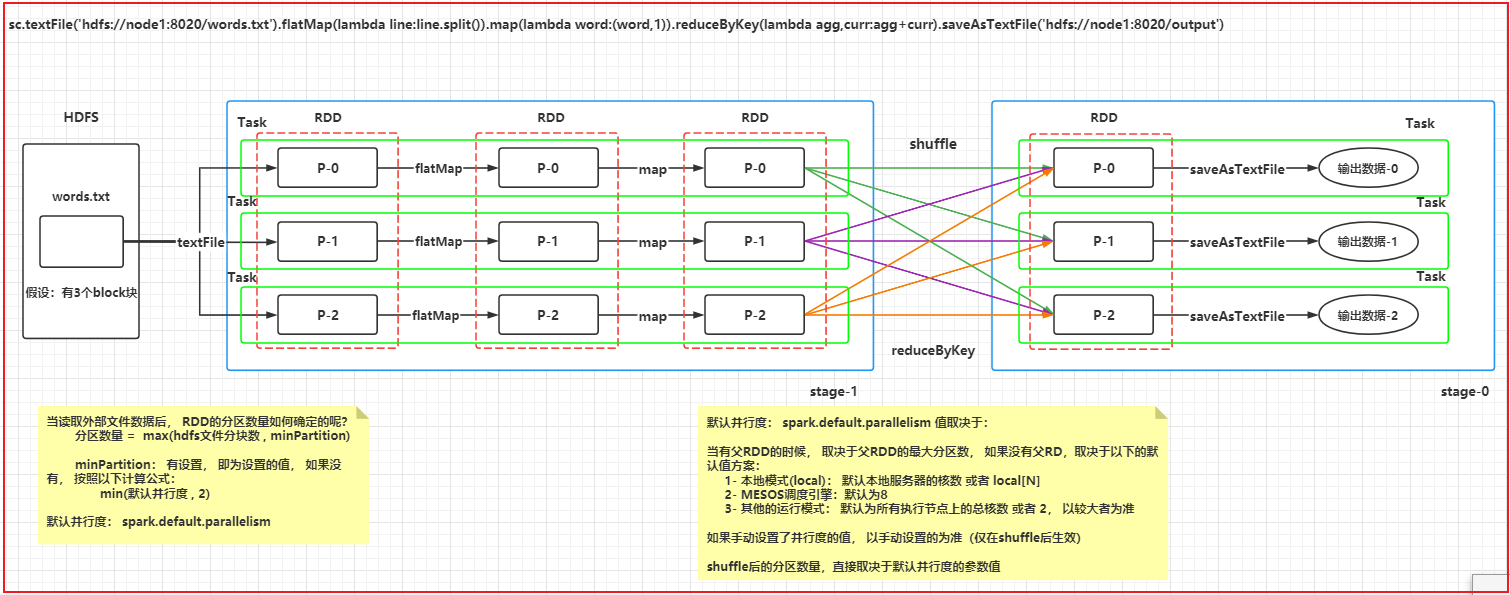 sc.textFile('hdfs://node1:8020/words.txt').flatMap(lambda line:line.split()).map(lambda word:(word,1)).reduceByKey(lambda agg,curr:agg+curr).saveAsTextFile('hdfs://node1:8020/output')
HDFS
words.txt
假设：有3个block块
textFile
Task
RDD
RDD
RDD
P-0
flatMap
P-0
map
P-0
Task
P-1
flatMap
P-1
map
P-1
Task
P-2
flatMap
P-2
map
P-2
stage-1
shuffle
reduceByKey
RDD
Task
P-0
saveAsTextFile
输出数据-0
Task
P-1
saveAsTextFile
输出数据-1
Task
P-2
saveAsTextFile
输出数据-2
stage-0
当读取外部文件数据后， RDD的分区数量如何确定的呢?
分区数量 = max(hdfs文件分块数 , minPartition)
minPartition： 有设置， 即为设置的值， 如果没
有， 按照以下计算公式：
min(默认并行度 , 2)
默认并行度： spark.default.parallelism
默认并行度： spark.default.parallelism 值取决于：
当有父RDD的时候， 取决于父RDD的最大分区数， 如果没有父RD，取决于以下的默
认值方案：
1- 本地模式(local)： 默认本地服务器的核数 或者 local[N]
2- MESOS调度引擎：默认为8
3- 其他的运行模式： 默认为所有执行节点上的总核数 或者 2， 以较大者为准
如果手动设置了并行度的值， 以手动设置的为准（仅在shuffle后生效）
shuffle后的分区数量，直接取决于默认并行度的参数值